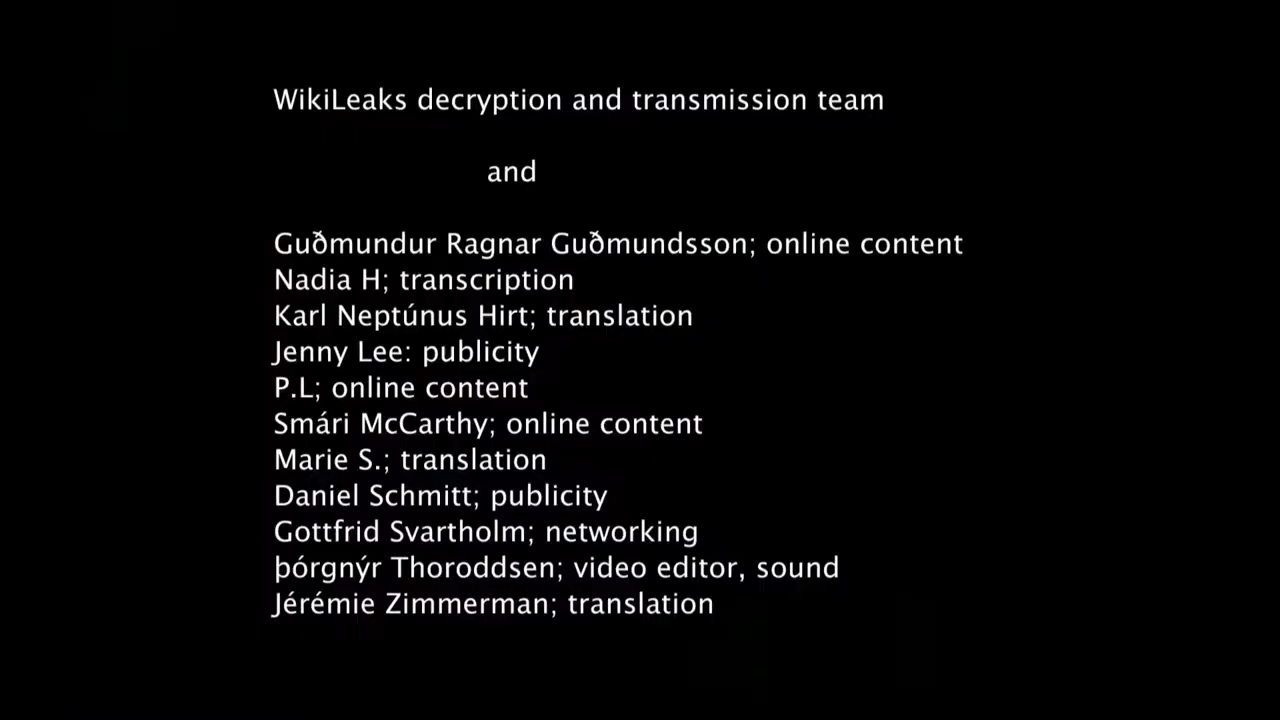 WikiLeaks decryption and transmission team
and
Guðmundur Ragnar Guðmundsson; online content
Nadia H; transcription
Karl Neptúnus Hirt; translation
Jenny Lee: publicity
P.L; online content
Smári McCarthy; online content
Marie S.; translation
Daniel Schmitt; publicity
Gottfrid Svartholm; networking
þórgnýr Thoroddsen; video editor, sound
Jérémie Zimmerman; translation